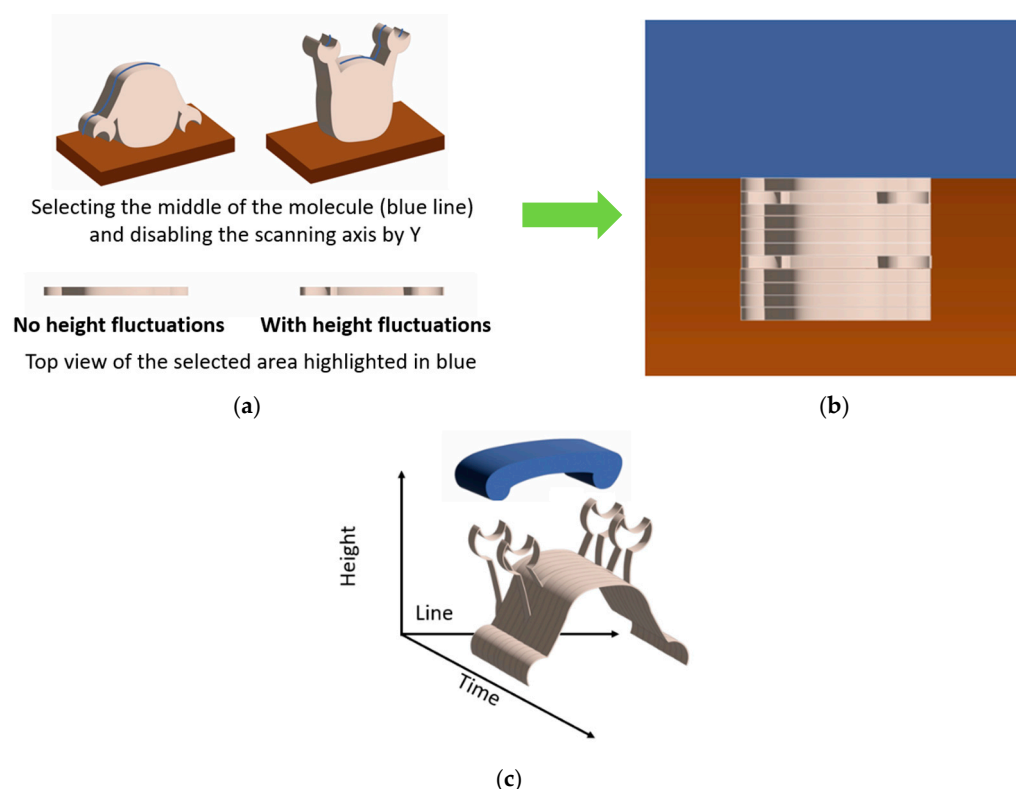 Selecting the middle of the molecule (blue line)
and disabling the scanning axis by Y
No height fluctuations
With height fluctuations
Top view of the selected area highlighted in blue
(a)
(b)
Height
Line
Time
(c)